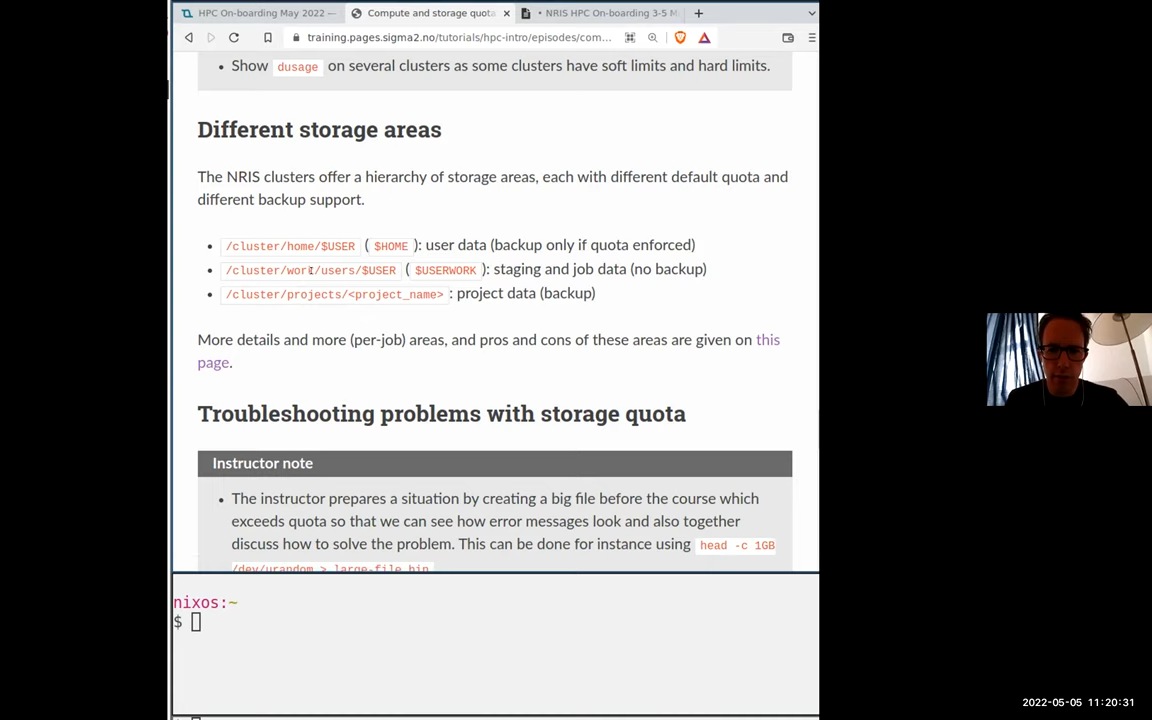 HPC On-boarding May 2022 —
Compute and storage quota
• NRIS HPC On-boarding 3-5 M
training.pages.sigma2.no/tutorials/hpc-intro/episodes/com...
• Show dusage on several clusters as some clusters have soft limits and hard limits.
Different storage areas
The NRIS clusters offer a hierarchy of storage areas, each with different default quota and
different backup support.
• /cluster/home/$USER ( $HOME ): user data (backup only if quota enforced)
• /cluster/work/users/$USER ( $USERWORK ): staging and job data (no backup)
• /cluster/projects/<project_name> : project data (backup)
More details and more (per-job) areas, and pros and cons of these areas are given on this
page.
Troubleshooting problems with storage quota
Instructor note
• The instructor prepares a situation by creating a big file before the course which
exceeds quota so that we can see how error messages look and also together
discuss how to solve the problem. This can be done for instance using head -c 1GB
/dev/urandom > large-file.bin
nixos:~
$
2022-05-05 11:20:31